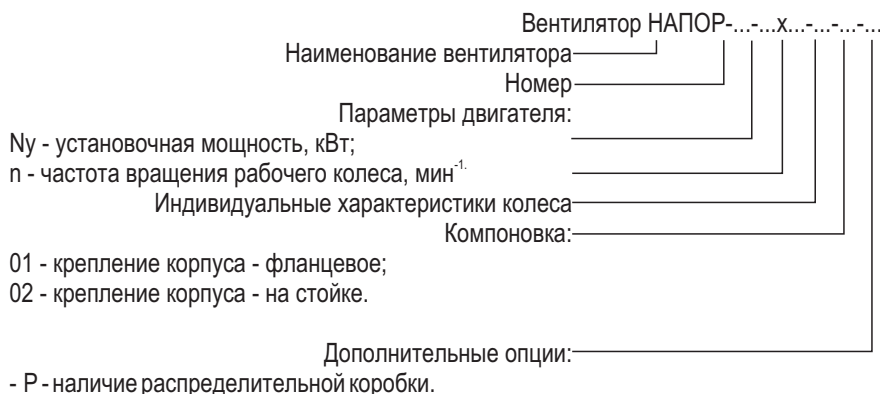 Вентилятор НАПОР-...-...х...-...-...-...
Наименование вентилятора
Номер
Параметры двигателя:
Ny - установочная мощность, кВт;
n - частота вращения рабочего колеса, мин-1.
Индивидуальные характеристики колеса
Компоновка:
01 - крепление корпуса - фланцевое;
02 - крепление корпуса - на стойке.
Дополнительные опции:
- Р - наличие распределительной коробки.